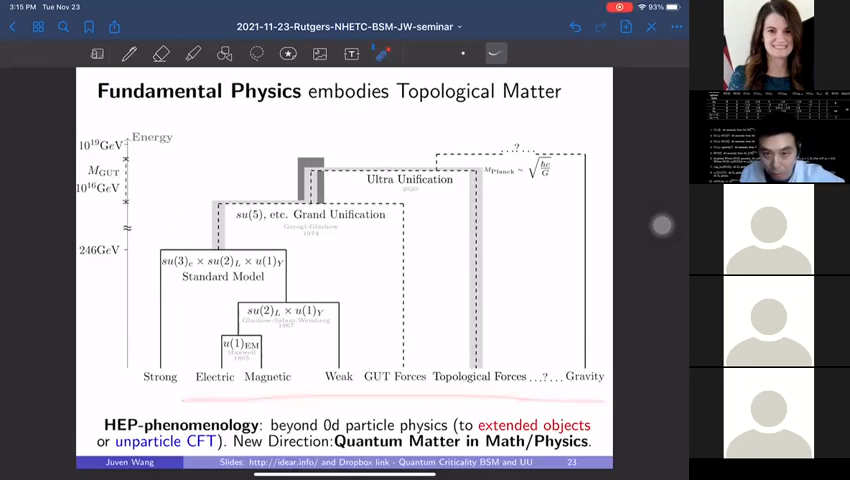 3:15 PM Tue Nov 23
93%
2021-11-23-Rutgers-NHETC-BSM-JW-seminar
Fundamental Physics embodies Topological Matter
Energy
10¹⁹GeV
...?...
M_GUT
M_Planck ~ √(ħc/G)
Ultra Unification
2020
10¹⁶GeV
su(5), etc. Grand Unification
Georgi-Glashow
1974
246GeV
su(3)_c × su(2)_L × u(1)_Y
Standard Model
su(2)_L × u(1)_Y
Glashow-Salam-Weinberg
1967
u(1)_EM
Maxwell
1865
Strong Electric Magnetic Weak GUT Forces Topological Forces ...?... Gravity
HEP-phenomenology: beyond 0d particle physics (to extended objects
or unparticle CFT). New Direction:Quantum Matter in Math/Physics.
Juven Wang Slides: http://idear.info/ and Dropbox link - Quantum Criticality BSM and UU 23